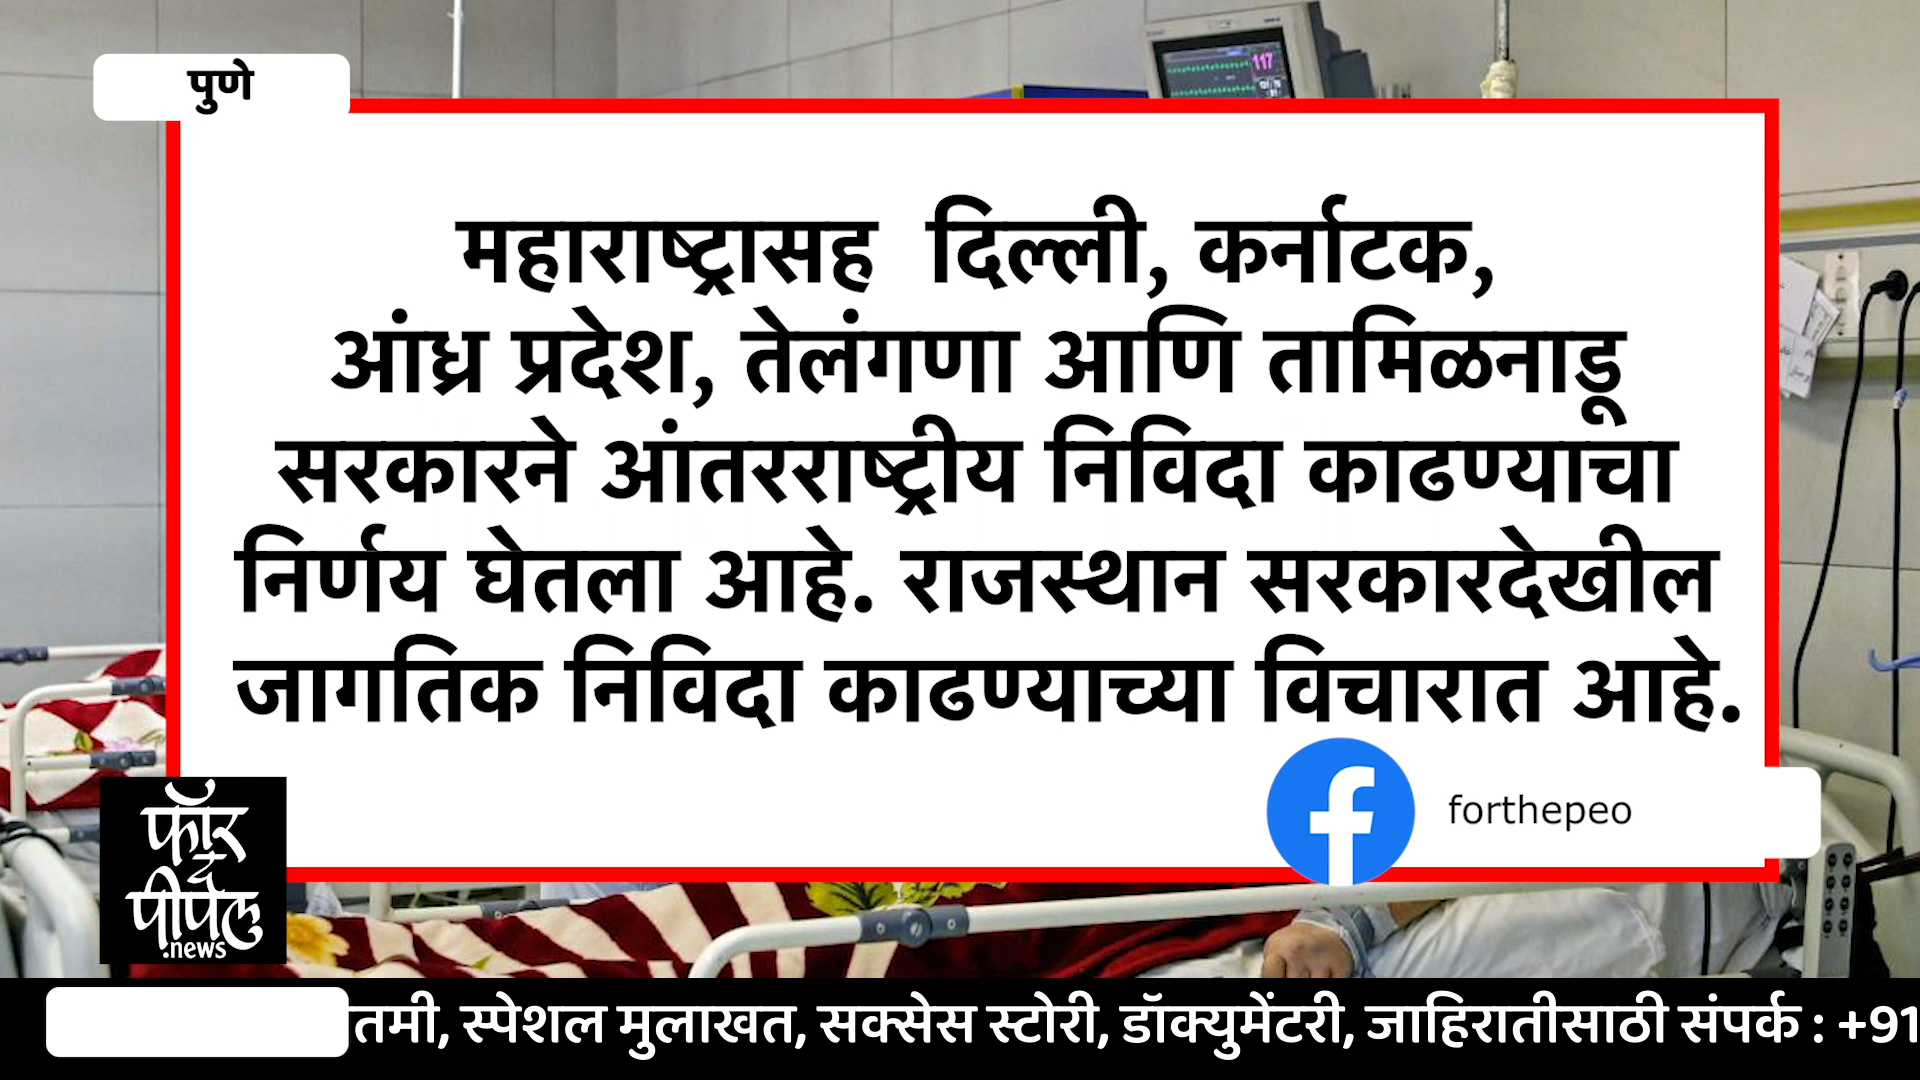 पुणे
117
महाराष्ट्रासह  दिल्ली, कर्नाटक,
आंध्र प्रदेश, तेलंगणा आणि तामिळनाडू
सरकारने आंतरराष्ट्रीय निविदा काढण्याचा
निर्णय घेतला आहे. राजस्थान सरकारदेखील
जागतिक निविदा काढण्याच्या विचारात आहे.
forthepeo
फॉर
द
पीपल
.news
तमी, स्पेशल मुलाखत, सक्सेस स्टोरी, डॉक्युमेंटरी, जाहिरातीसाठी संपर्क : +91